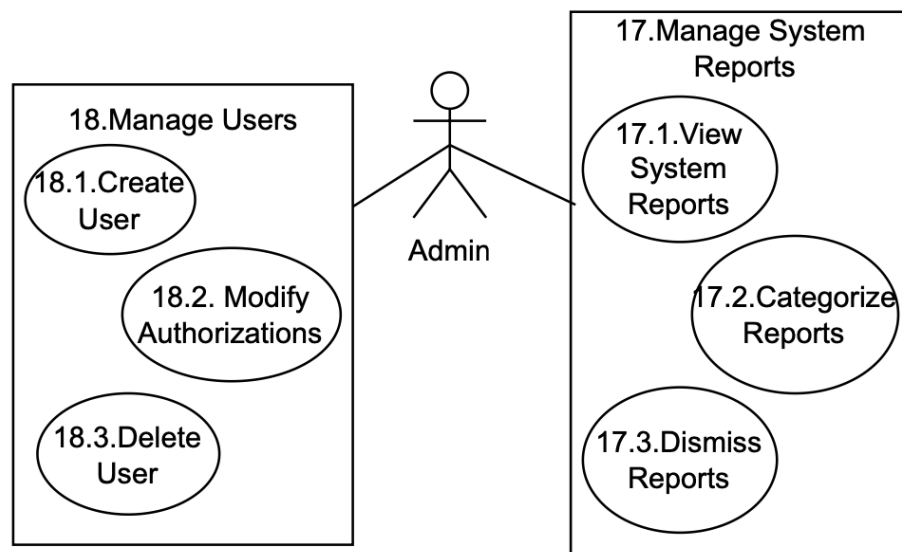 18.Manage Users
18.1.Create
User
18.2. Modify
Authorizations
18.3.Delete
User
Admin
17.Manage System
Reports
17.1.View
System
Reports
17.2.Categorize
Reports
17.3.Dismiss
Reports